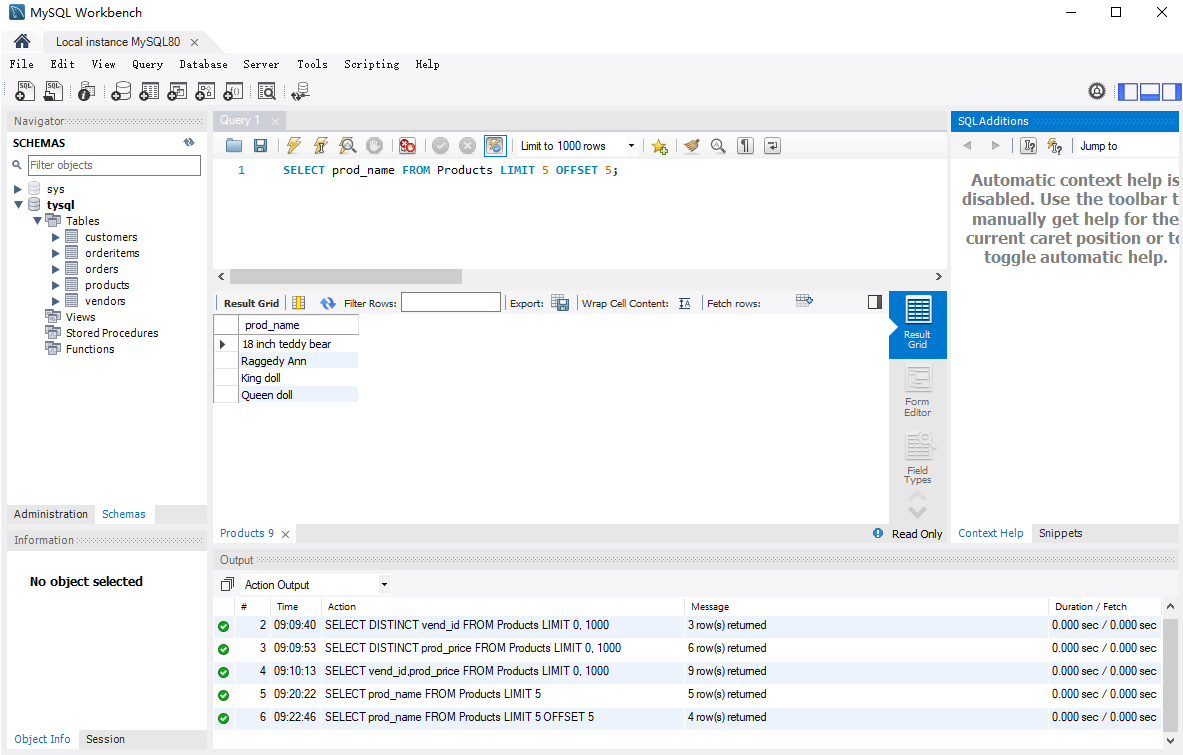 MySQL Workbench
Local instance MySQL80
File Edit View Query Database Server Tools Scripting Help
Navigator
SCHEMAS
Filter objects
sys
tysql
Tables
customers
orderitems
orders
products
vendors
Views
Stored Procedures
Functions
Administration Schemas
Information
No object selected
Object Info Session
Query 1
Limit to 1000 rows
1 SELECT prod_name FROM Products LIMIT 5 OFFSET 5;
Result Grid Filter Rows: Export: Wrap Cell Content: Fetch rows:
prod_name
18 inch teddy bear
Raggedy Ann
King doll
Queen doll
Result
Grid
Form
Editor
Field
Types
Products 9
Read Only
SQLAdditions
Jump to
Automatic context help is
disabled. Use the toolbar t
manually get help for the
current caret position or to
toggle automatic help.
Context Help Snippets
Output
Action Output
# Time Action Message Duration / Fetch
2 09:09:40 SELECT DISTINCT vend_id FROM Products LIMIT 0, 1000 3 row(s) returned 0.000 sec / 0.000 sec
3 09:09:53 SELECT DISTINCT prod_price FROM Products LIMIT 0, 1000 6 row(s) returned 0.000 sec / 0.000 sec
4 09:10:13 SELECT vend_id,prod_price FROM Products LIMIT 0, 1000 9 row(s) returned 0.000 sec / 0.000 sec
5 09:20:22 SELECT prod_name FROM Products LIMIT 5 5 row(s) returned 0.000 sec / 0.000 sec
6 09:22:46 SELECT prod_name FROM Products LIMIT 5 OFFSET 5 4 row(s) returned 0.000 sec / 0.000 sec